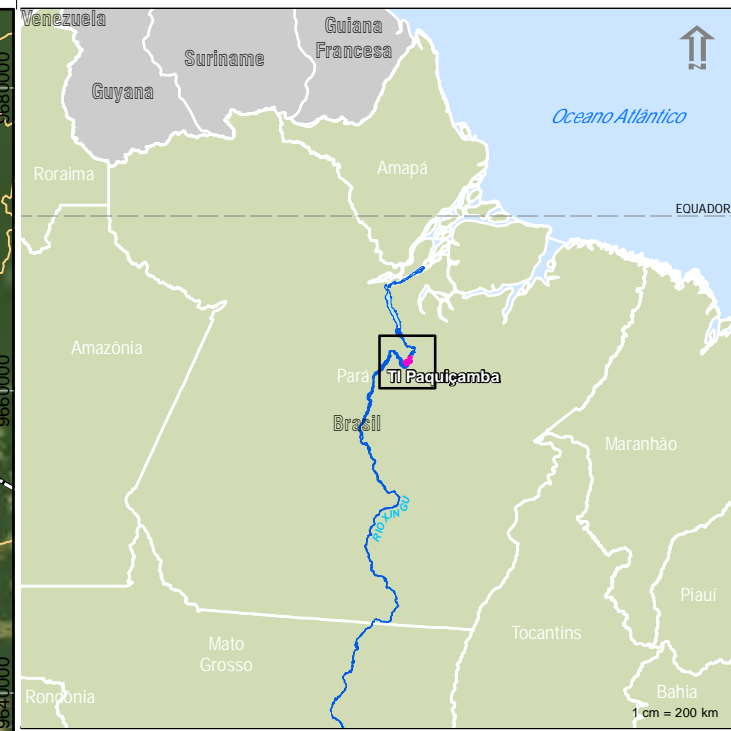 Venezuela
Guiana
Francesa
Suriname
Guyana
N
Oceano Atlântico
Roraima
Amapá
EQUADOR
Amazônia
Pará
TI Paquiçamba
Brasil
Maranhão
RIO XINGU
Piauí
Tocantins
Mato
Grosso
Rondônia
Bahia
1 cm = 200 km
9680000
9660000
9640000